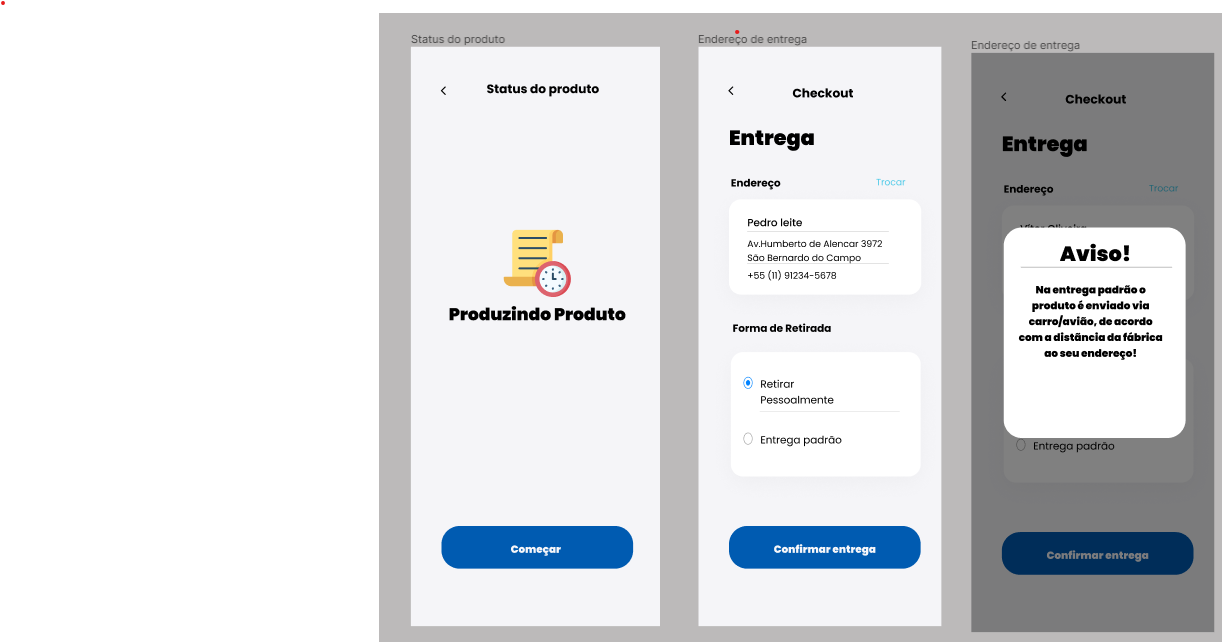 Status do produto
Status do produto
Produzindo Produto
Começar
Endereço de entrega
Checkout
Entrega
Endereço
Trocar
Pedro leite
Av.Humberto de Alencar 3972
São Bernardo do Campo
+55 (11) 91234-5678
Forma de Retirada
Retirar
Pessoalmente
Entrega padrão
Confirmar entrega
Endereço de entrega
Checkout
Entrega
Endereço
Trocar
Aviso!
Na entrega padrão o
produto é enviado via
carro/avião, de acordo
com a distância da fábrica
ao seu endereço!
Entrega padrão
Confirmar entrega